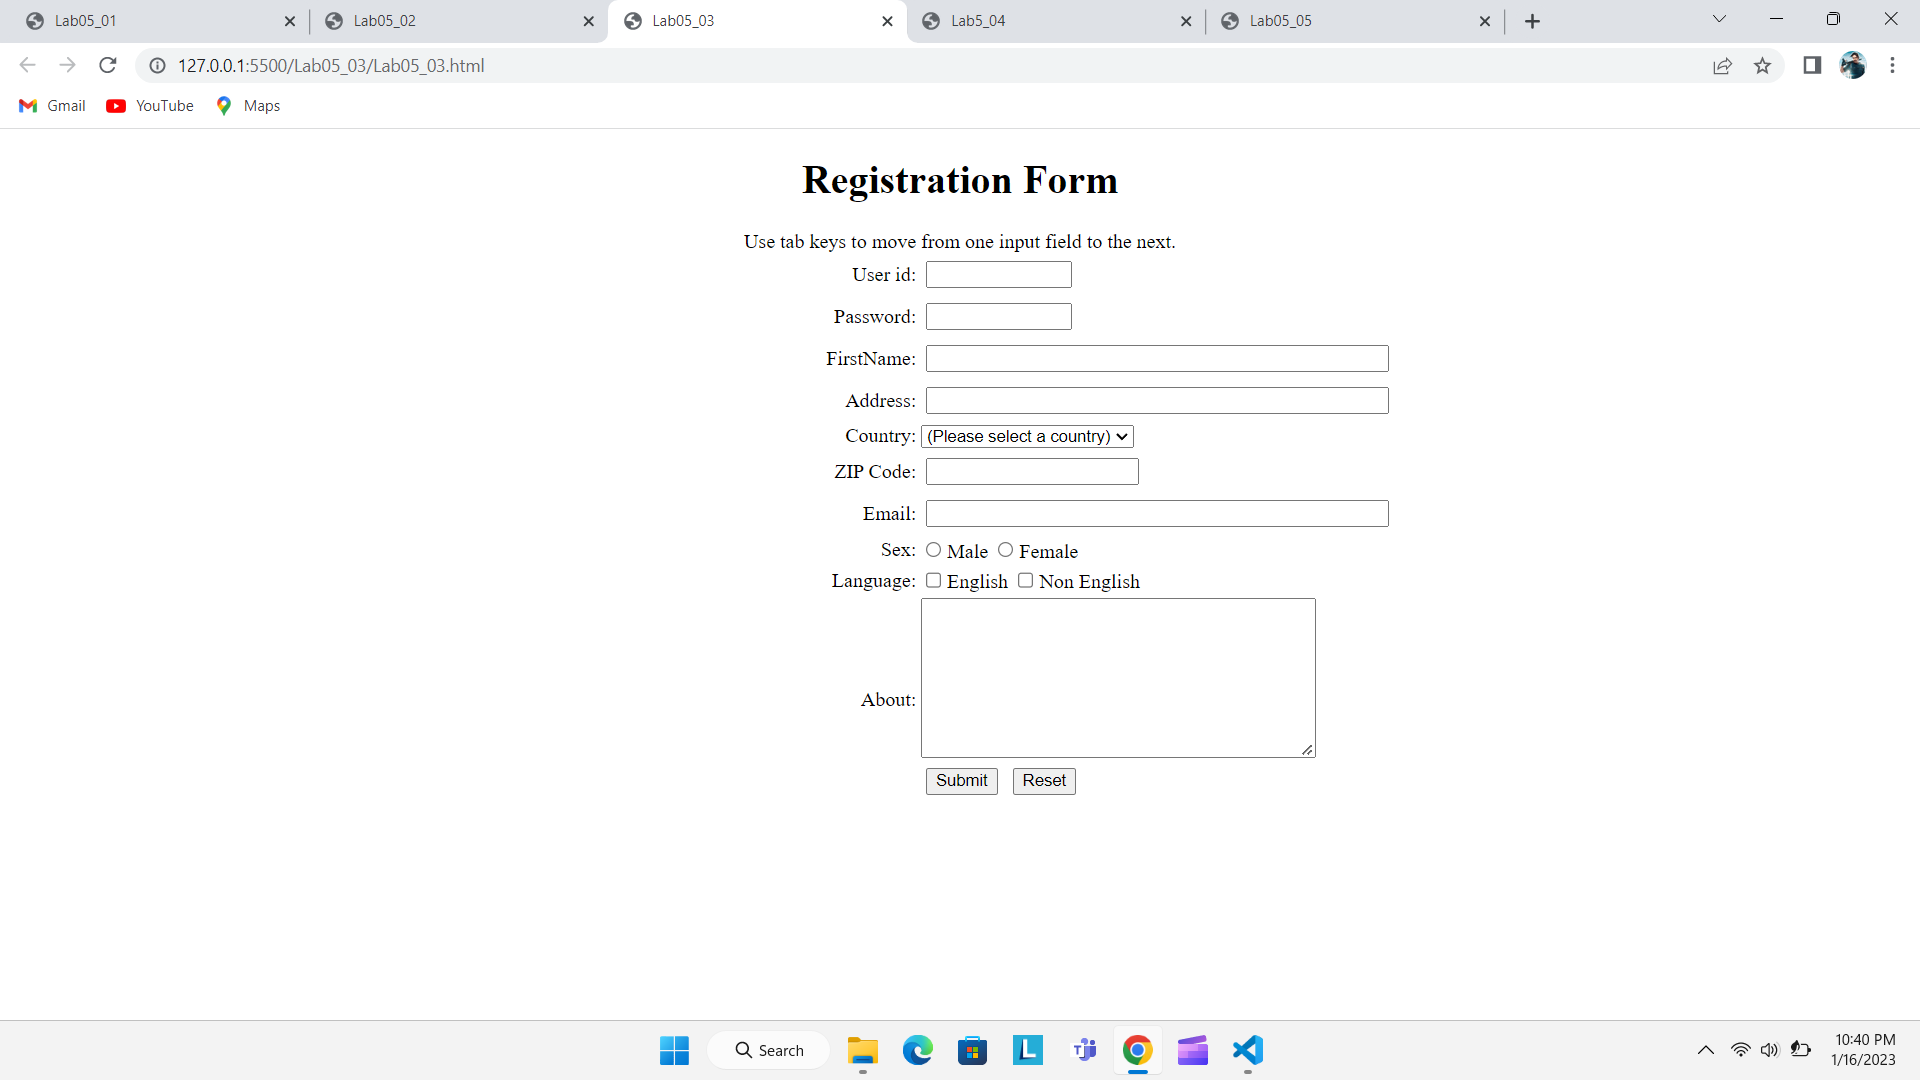 Lab05_01 Lab05_02 Lab05_03 Lab5_04 Lab05_05
127.0.0.1:5500/Lab05_03/Lab05_03.html
Gmail YouTube Maps
Registration Form
Use tab keys to move from one input field to the next.
User id:
Password:
FirstName:
Address:
Country: (Please select a country)
ZIP Code:
Email:
Sex: Male Female
Language: English Non English
About:
Submit Reset
Search
10:40 PM
1/16/2023